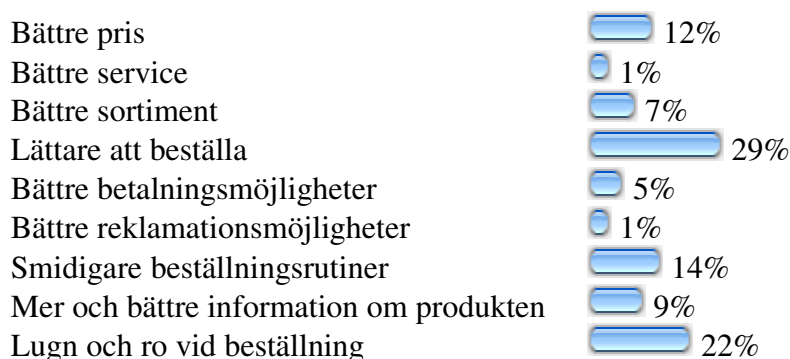 Bättre pris 12%
Bättre service 1%
Bättre sortiment 7%
Lättare att beställa 29%
Bättre betalningsmöjligheter 5%
Bättre reklamationsmöjligheter 1%
Smidigare beställningsrutiner 14%
Mer och bättre information om produkten 9%
Lugn och ro vid beställning 22%